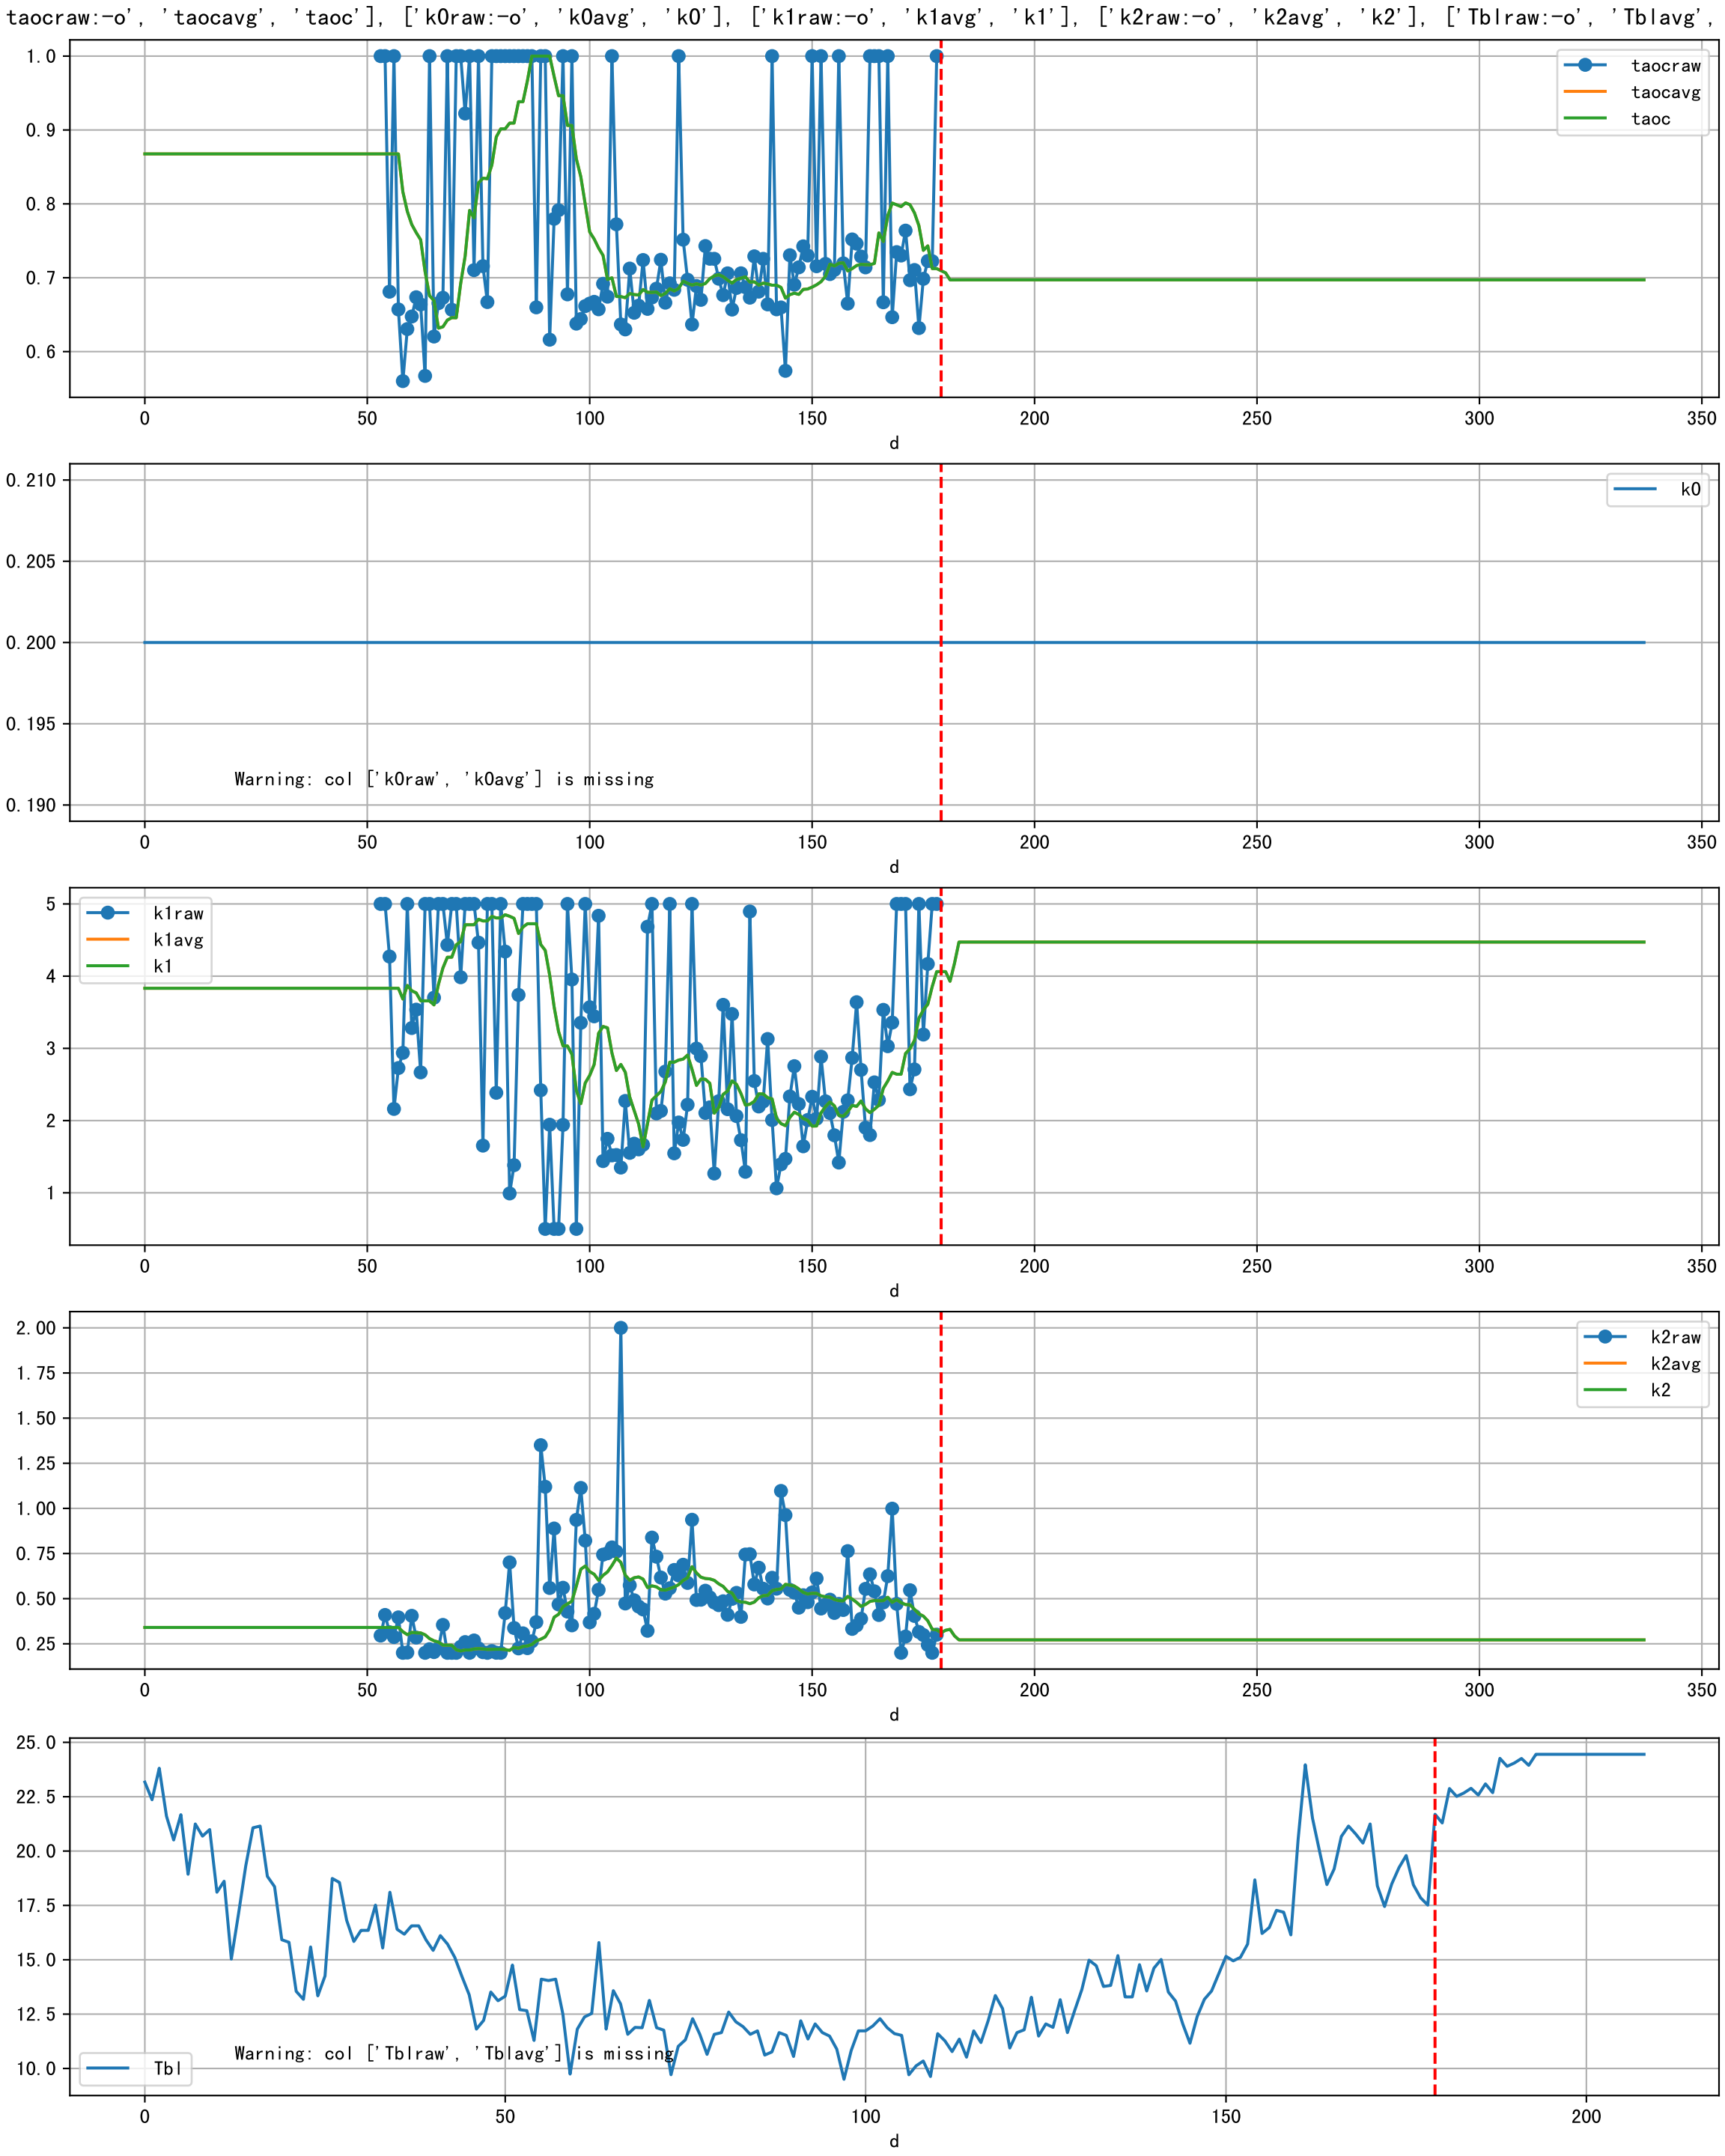 taocraw:-o', 'taocavg', 'taoc'], ['k0raw:-o', 'k0avg', 'k0'], ['k1raw:-o', 'k1avg', 'k1'], ['k2raw:-o', 'k2avg', 'k2'], ['Tblraw:-o', 'Tblavg',
1.0
0.9
0.8
0.7
0.6
taocraw
taocavg
taoc
0 50 100 150 200 250 300 350
d
0.210
0.205
0.200
0.195
0.190
k0
Warning: col ['k0raw', 'k0avg'] is missing
0 50 100 150 200 250 300 350
d
5
4
3
2
1
k1raw
k1avg
k1
0 50 100 150 200 250 300 350
d
2.00
1.75
1.50
1.25
1.00
0.75
0.50
0.25
k2raw
k2avg
k2
0 50 100 150 200 250 300 350
d
25.0
22.5
20.0
17.5
15.0
12.5
10.0
Warning: col ['Tblraw', 'Tblavg'] is missing
Tbl
0 50 100 150 200
d